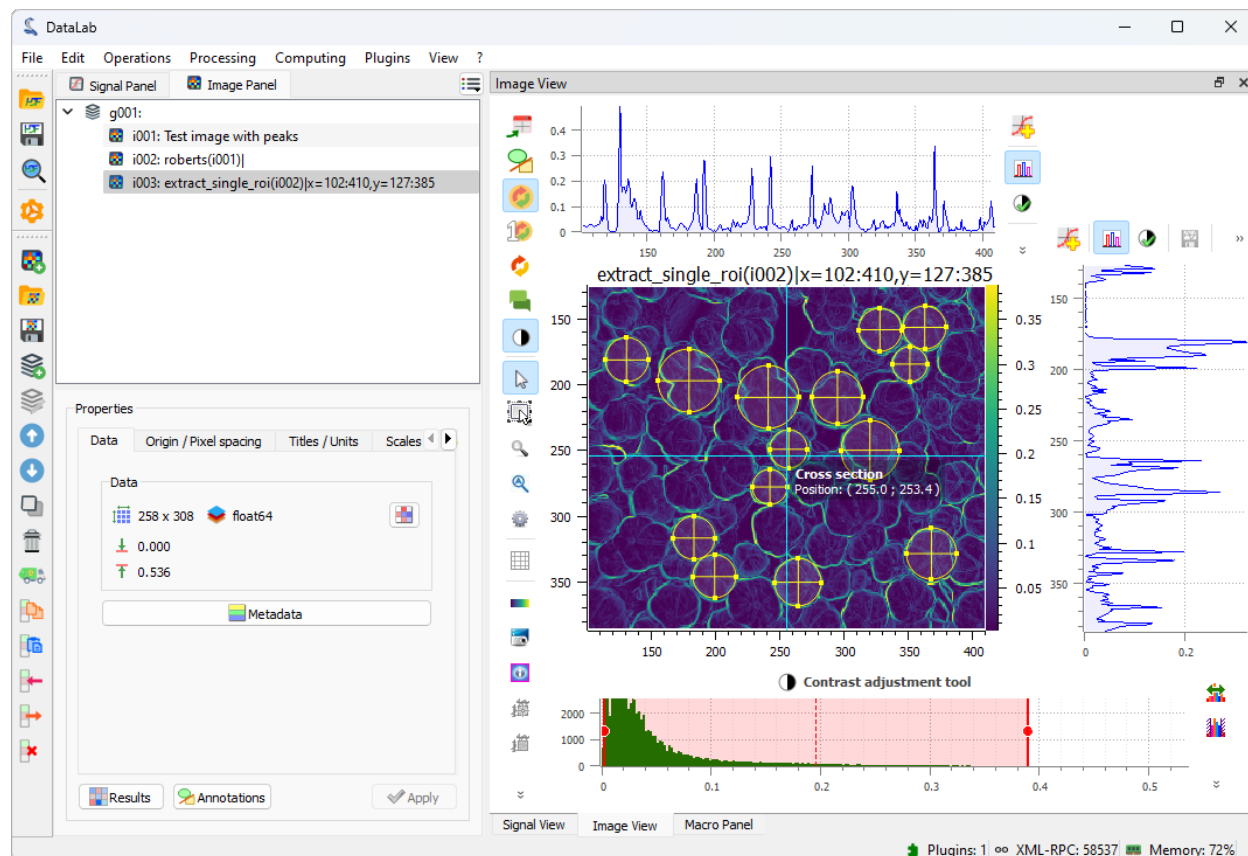 DataLab
File Edit Operations Processing Computing Plugins View ?
Signal Panel Image Panel
g001:
i001: Test image with peaks
i002: roberts(i001)|
i003: extract_single_roi(i002)|x=102:410,y=127:385
Properties
Data Origin / Pixel spacing Titles / Units Scales
Data
258 x 308 float64
0.000
0.536
Metadata
Results Annotations Apply
Image View
0.4
0.3
0.2
0.1
0
150 200 250 300 350 400
»
extract_single_roi(i002)|x=102:410,y=127:385
150
200
250
300
350
150 200 250 300 350 400
Cross section
Position: ( 255.0 ; 253.4 )
0.35
0.3
0.25
0.2
0.15
0.1
0.05
150
200
250
300
350
0 0.2
Contrast adjustment tool
2000
1000
0
0 0.1 0.2 0.3 0.4 0.5
Signal View Image View Macro Panel
Plugins: 1 XML-RPC: 58537 Memory: 72%